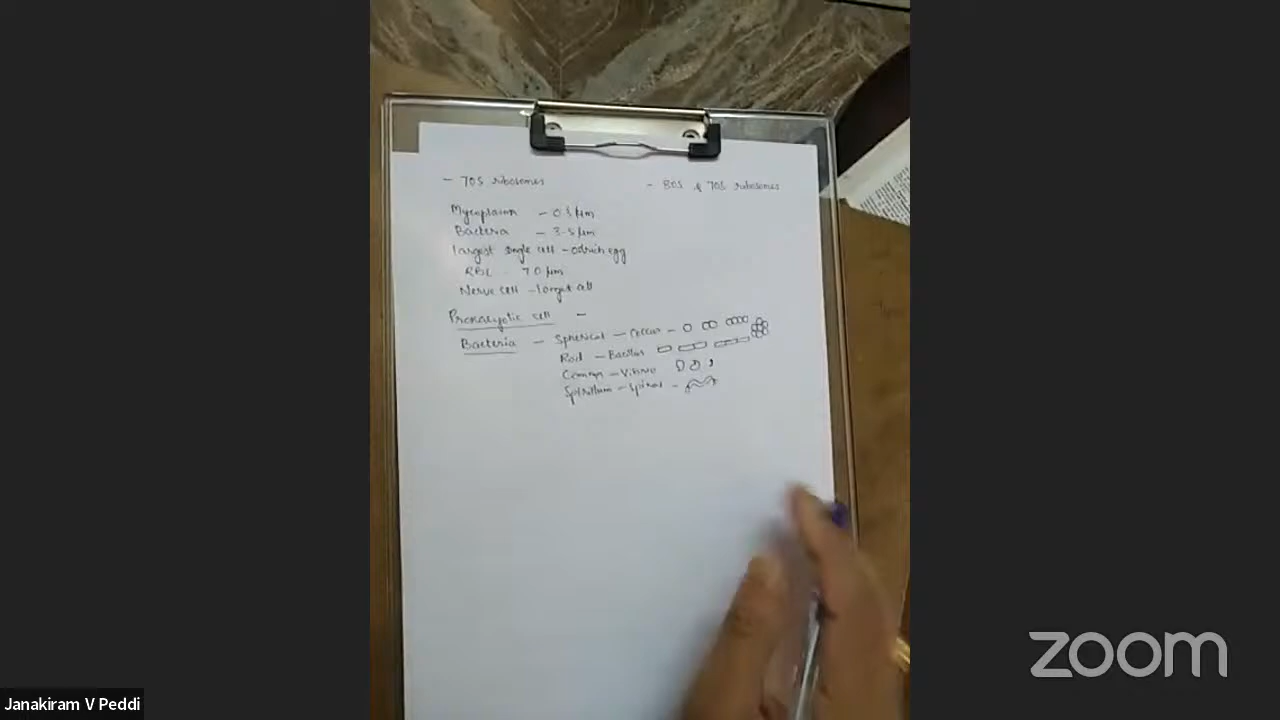 - 70S ribosomes
- 80S & 70S ribosomes
Mycoplasma - 0.3 µm
Bacteria - 3-5 µm
largest single cell - ostrich egg
RBC 7.0 µm
Nerve cell - longest cell
Prokaryotic cell -
Bacteria - Spherical - Coccus -
Rod - Bacillus
Comma - Vibrio
Spirillum - Spiral -
zoom
Janakiram V Peddi